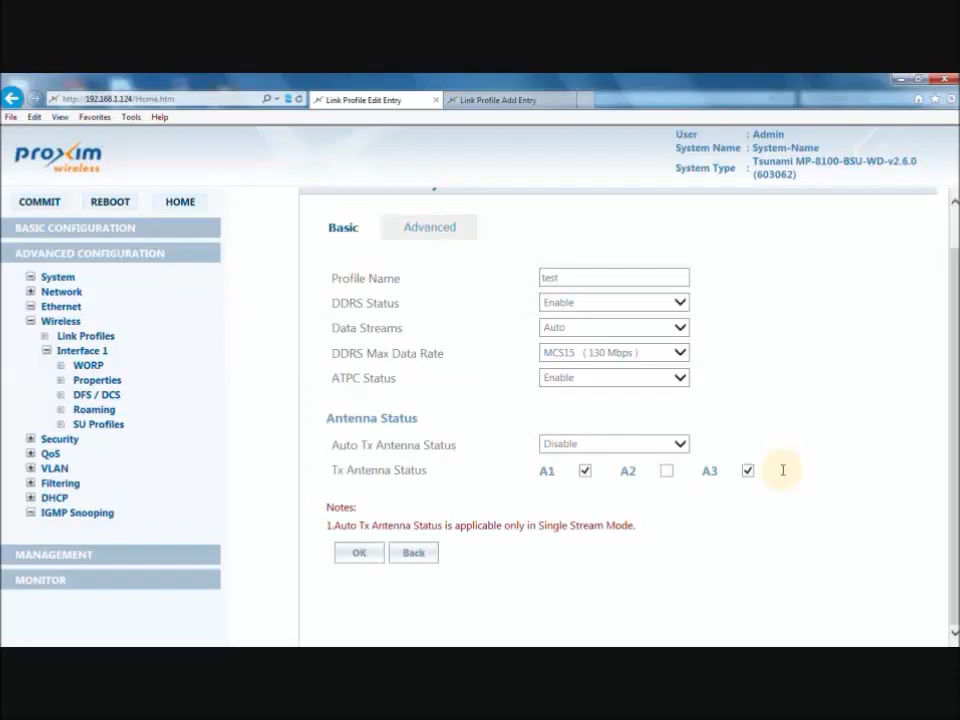 http://192.168.1.124/Home.htm
Link Profile Edit Entry
Link Profile Add Entry
File Edit View Favorites Tools Help
proxim
wireless
User : Admin
System Name : System-Name
System Type : Tsunami MP-8100-BSU-WD-v2.6.0
(603062)
COMMIT REBOOT HOME
BASIC CONFIGURATION
ADVANCED CONFIGURATION
System
Network
Ethernet
Wireless
Link Profiles
Interface 1
WORP
Properties
DFS / DCS
Roaming
SU Profiles
Security
QoS
VLAN
Filtering
DHCP
IGMP Snooping
MANAGEMENT
MONITOR
Basic Advanced
Profile Name test
DDRS Status Enable
Data Streams Auto
DDRS Max Data Rate MCS15 ( 130 Mbps )
ATPC Status Enable
Antenna Status
Auto Tx Antenna Status Disable
Tx Antenna Status A1 A2 A3
Notes:
1.Auto Tx Antenna Status is applicable only in Single Stream Mode.
OK Back